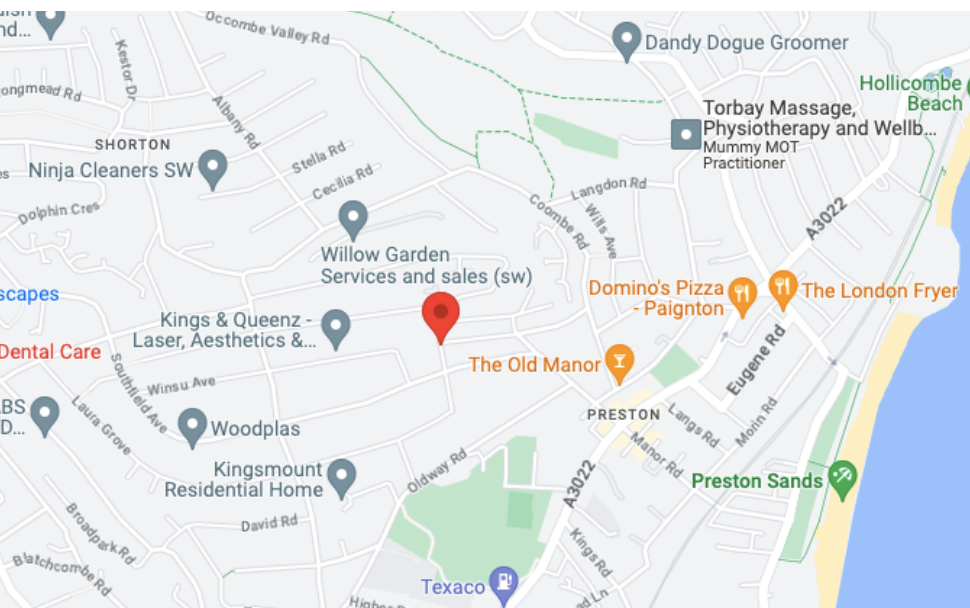 Occombe Valley Rd
Dandy Dogue Groomer
Kestor Dr
Hollicombe
Beach
Albany Rd
Torbay Massage,
Physiotherapy and Wellb...
Mummy MOT
Practitioner
SHORTON
Stella Rd
Ninja Cleaners SW
Cecilia Rd
Langdon Rd
Dolphin Cres
Coombe Rd
Wills Ave
A3022
Willow Garden
Services and sales (sw)
scapes
Domino's Pizza
- Paignton
The London Fryer
Kings & Queenz -
Laser, Aesthetics &...
Dental Care
The Old Manor
Eugene Rd
Southfield Ave
Winsu Ave
PRESTON
Laura Grove
Woodplas
Langs Rd
Morin Rd
Manor Rd
Kingsmount
Residential Home
Oldway Rd
A3022
Preston Sands
David Rd
Broadpark Rd
Kings Rd
Blatchcombe Rd
Texaco